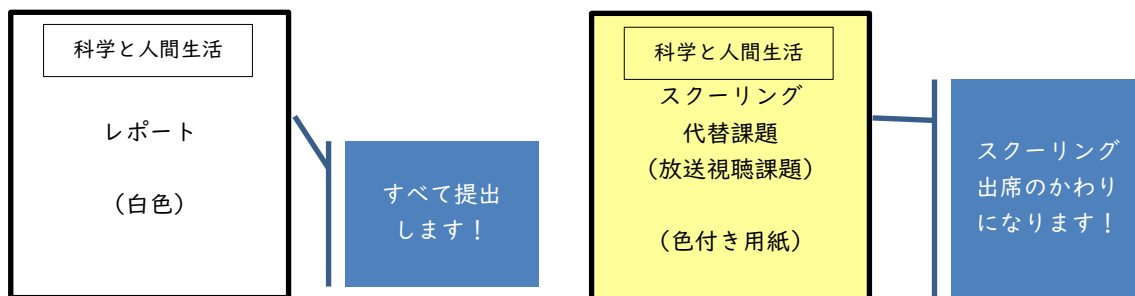 科学と人間生活
レポート
(白色)
すべて提出
します！
科学と人間生活
スクーリング
代替課題
(放送視聴課題)
(色付き用紙)
スクーリング
出席のかわり
になります！